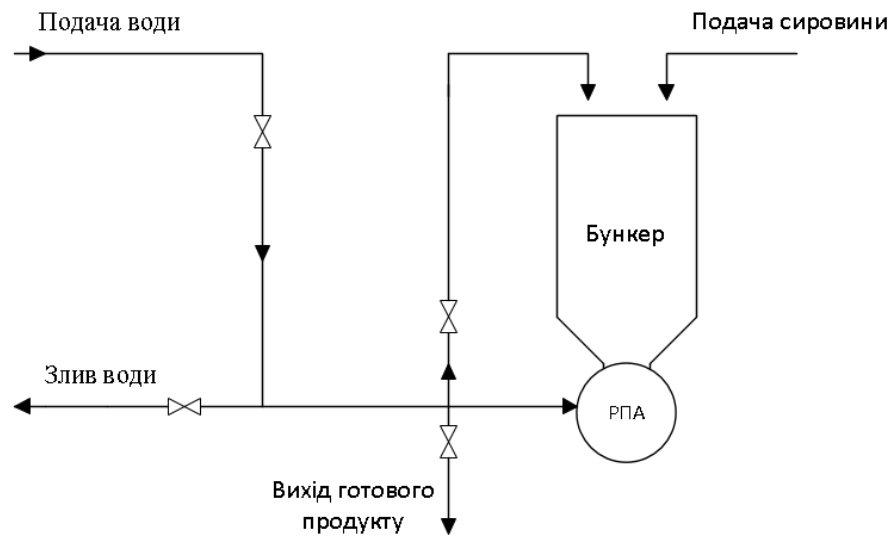 Подача води
Подача сировини
Бункер
Злив води
РПА
Вихід готового
продукту